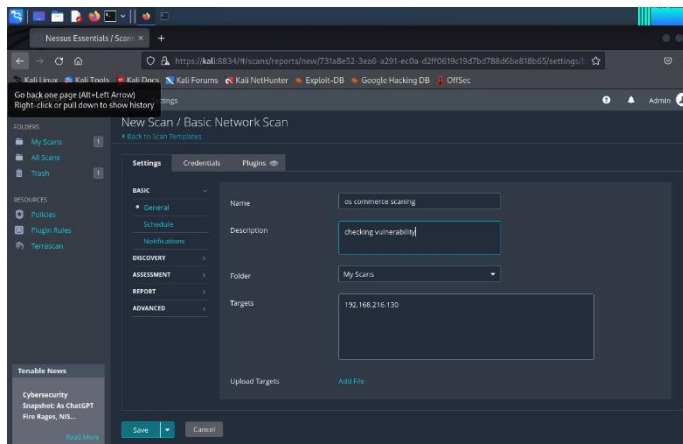 Nessus Essentials / Scans × +
https://kali:8834/#/scans/reports/new/731a8e52-3ea6-a291-ec0a-d2ff0619c19d7bd788d6be818b65/settings/b
Kali Linux Kali Tools Kali Docs Kali Forums Kali NetHunter Exploit-DB Google Hacking DB OffSec
Go back one page (Alt+Left Arrow)
Right-click or pull down to show history
ttings
Admin
FOLDERS
My Scans 1
All Scans
Trash 1
RESOURCES
Policies
Plugin Rules
Terrascan
New Scan / Basic Network Scan
Back to Scan Templates
Settings Credentials Plugins
BASIC
General
Schedule
Notifications
DISCOVERY
ASSESSMENT
REPORT
ADVANCED
Name os commerce scaning
Description checking vulnerability
Folder My Scans
Targets 192.168.216.130
Upload Targets Add File
Save Cancel
Tenable News
Cybersecurity
Snapshot: As ChatGPT
Fire Rages, NIS...
Read More